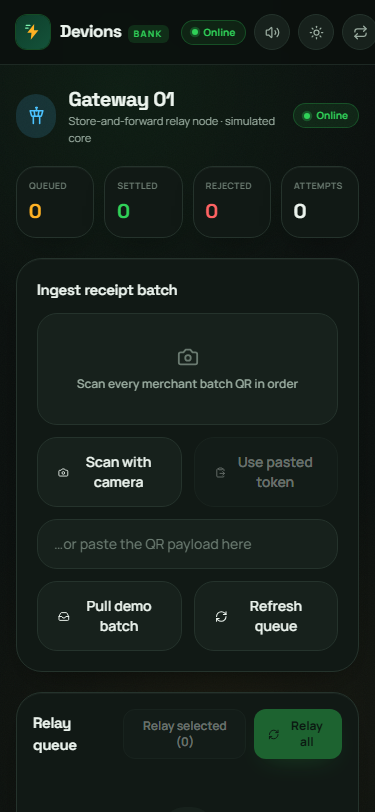 Devions BANK Online
Gateway 01
Store-and-forward relay node · simulated
core
Online
QUEUED SETTLED REJECTED ATTEMPTS
0 0 0 0
Ingest receipt batch
Scan every merchant batch QR in order
Scan with
camera
Use pasted
token
...or paste the QR payload here
Pull demo
batch
Refresh
queue
Relay
queue
Relay selected
(0)
Relay
all